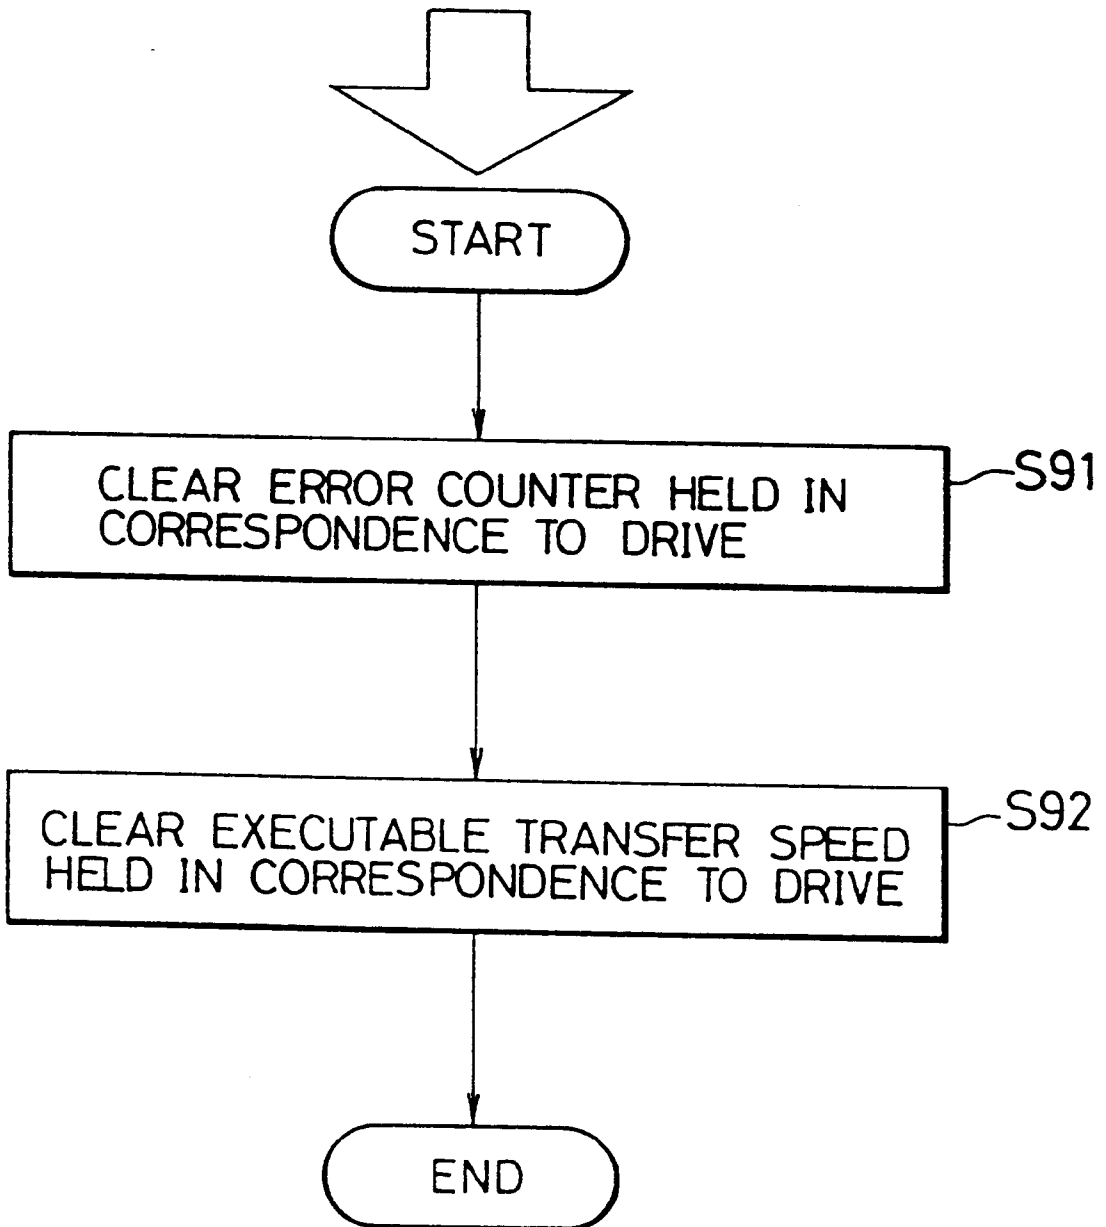 START
CLEAR ERROR COUNTER HELD IN
CORRESPONDENCE TO DRIVE
S91
CLEAR EXECUTABLE TRANSFER SPEED
HELD IN CORRESPONDENCE TO DRIVE
S92
END